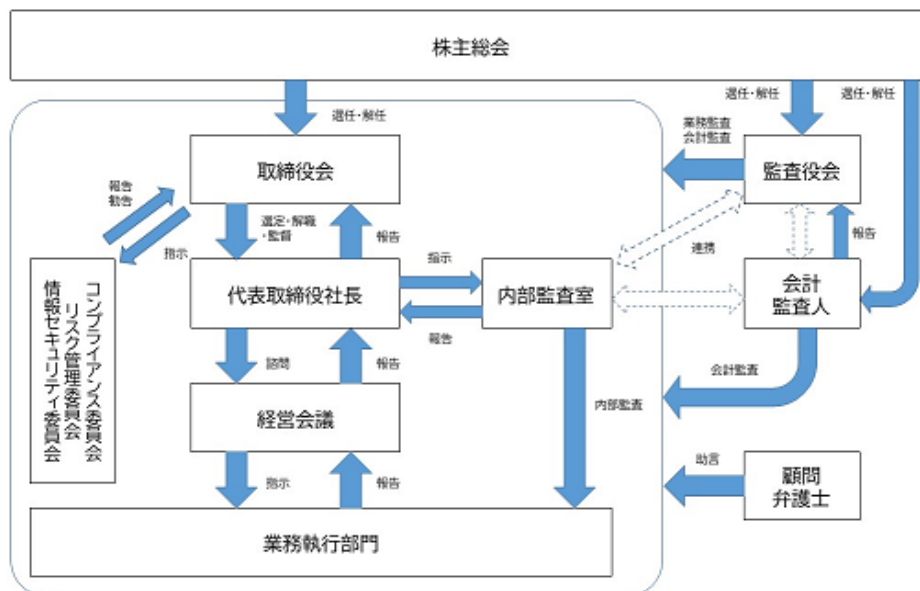 株主総会
選任・解任
選任・解任
選任・解任
業務監査
会計監査
取締役会
監査役会
報告
勧告
指示
選定・解職
・監督
報告
連携
報告
コンプライアンス委員会
リスク管理委員会
情報セキュリティ委員会
代表取締役社長
指示
報告
内部監査室
会計
監査人
諮問
報告
会計監査
経営会議
内部監査
指示
報告
助言
顧問
弁護士
業務執行部門